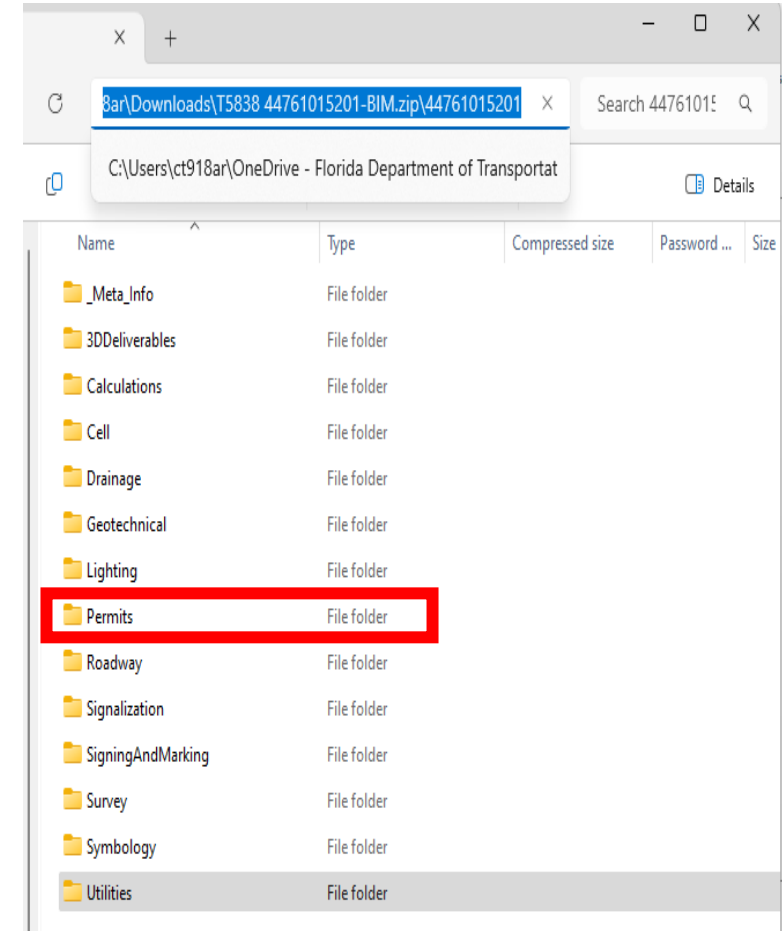 8ar\Downloads\T5838 44761015201-BIM.zip\44761015201
Search 4476101
C:\Users\ct918ar\OneDrive - Florida Department of Transportat
Details
Name Type Compressed size Password ... Size
_Meta_Info File folder
3DDeliverables File folder
Calculations File folder
Cell File folder
Drainage File folder
Geotechnical File folder
Lighting File folder
Permits File folder
Roadway File folder
Signalization File folder
SigningAndMarking File folder
Survey File folder
Symbology File folder
Utilities File folder